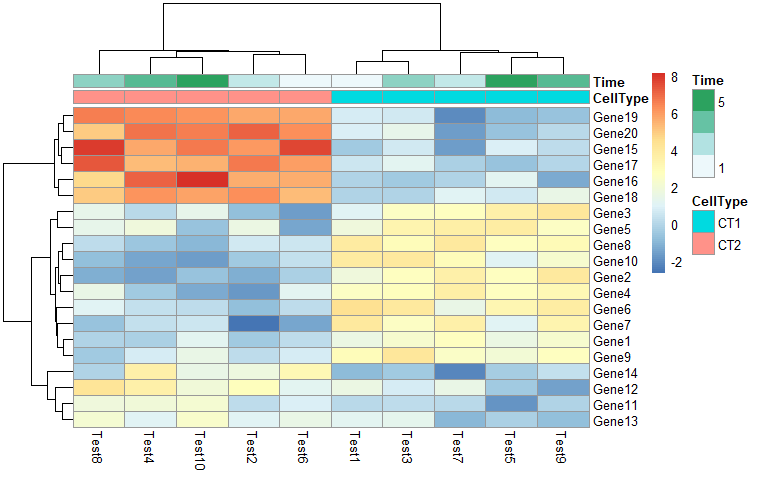 Time
CellType
Gene19
Gene20
Gene15
Gene17
Gene16
Gene18
Gene3
Gene5
Gene8
Gene10
Gene2
Gene4
Gene6
Gene7
Gene1
Gene9
Gene14
Gene12
Gene11
Gene13
Test8
Test4
Test10
Test2
Test6
Test1
Test3
Test7
Test5
Test9
8
6
4
2
0
-2
Time
5
1
CellType
CT1
CT2